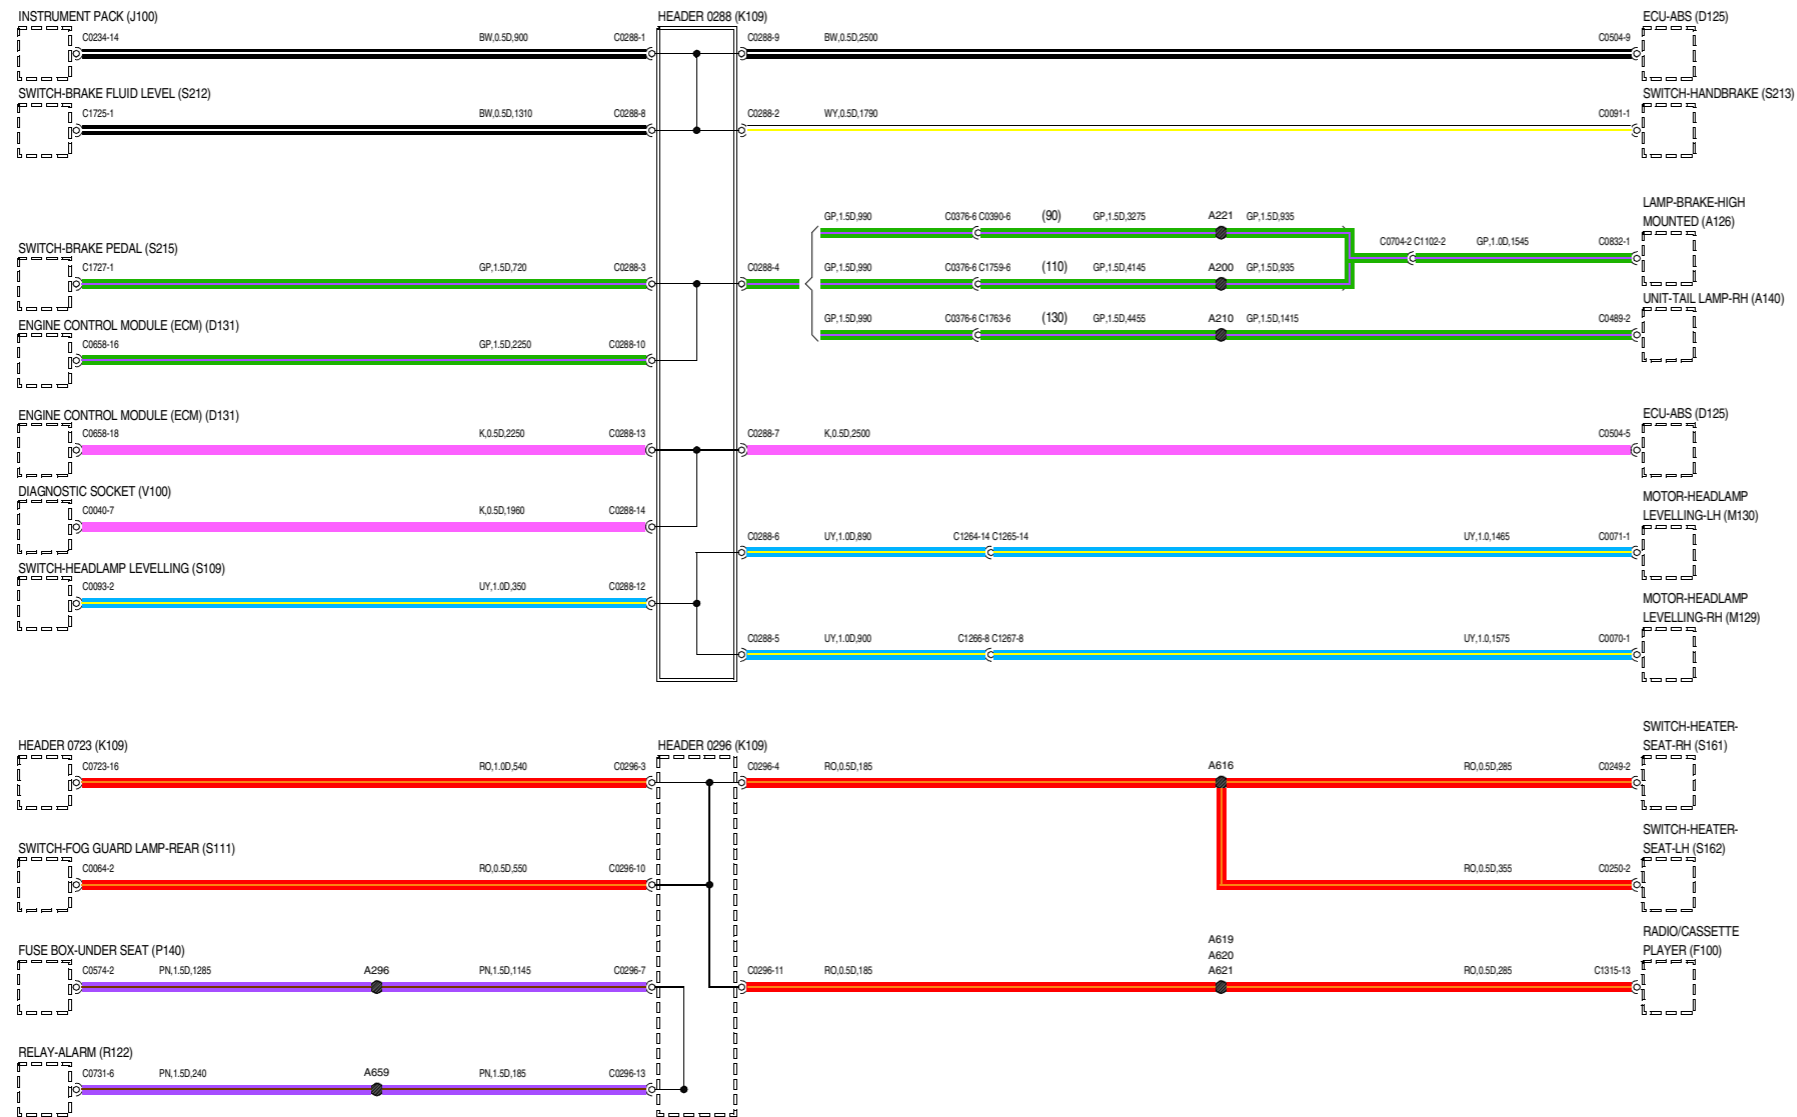 INSTRUMENT PACK (J100)
HEADER 0288 (K109)
ECU-ABS (D125)
C0234-14
BW,0.5D,900
C0288-1
C0288-9
BW,0.5D,2500
C0504-9
SWITCH-BRAKE FLUID LEVEL (S212)
SWITCH-HANDBRAKE (S213)
C1725-1
BW,0.5D,1310
C0288-8
C0288-2
WY,0.5D,1790
C0091-1
LAMP-BRAKE-HIGH
MOUNTED (A126)
GP,1.5D,990
C0376-6 C0390-6
(90)
GP,1.5D,3275
A221
GP,1.5D,935
C0704-2 C1102-2
GP,1.0D,1545
C0832-1
SWITCH-BRAKE PEDAL (S215)
C1727-1
GP,1.5D,720
C0288-3
C0288-4
GP,1.5D,990
C0376-6 C1759-6
(110)
GP,1.5D,4145
A200
GP,1.5D,935
UNIT-TAIL LAMP-RH (A140)
GP,1.5D,990
C0376-6 C1763-6
(130)
GP,1.5D,4455
A210
GP,1.5D,1415
C0489-2
ENGINE CONTROL MODULE (ECM) (D131)
C0658-16
GP,1.5D,2250
C0288-10
ENGINE CONTROL MODULE (ECM) (D131)
ECU-ABS (D125)
C0658-18
K,0.5D,2250
C0288-13
C0288-7
K,0.5D,2500
C0504-5
DIAGNOSTIC SOCKET (V100)
C0040-7
K,0.5D,1960
C0288-14
MOTOR-HEADLAMP
LEVELLING-LH (M130)
C0288-6
UY,1.0D,890
C1264-14 C1265-14
UY,1.0,1465
C0071-1
SWITCH-HEADLAMP LEVELLING (S109)
C0093-2
UY,1.0D,350
C0288-12
MOTOR-HEADLAMP
LEVELLING-RH (M129)
C0288-5
UY,1.0D,900
C1266-8 C1267-8
UY,1.0,1575
C0070-1
HEADER 0723 (K109)
HEADER 0296 (K109)
SWITCH-HEATER-
SEAT-RH (S161)
C0723-16
RO,1.0D,540
C0296-3
C0296-4
RO,0.5D,185
A616
RO,0.5D,285
C0249-2
SWITCH-FOG GUARD LAMP-REAR (S111)
SWITCH-HEATER-
SEAT-LH (S162)
C0064-2
RO,0.5D,550
C0296-10
RO,0.5D,355
C0250-2
FUSE BOX-UNDER SEAT (P140)
RADIO/CASSETTE
PLAYER (F100)
C0574-2
PN,1.5D,1285
A296
PN,1.5D,1145
C0296-7
C0296-11
RO,0.5D,185
A619
A620
A621
RO,0.5D,285
C1315-13
RELAY-ALARM (R122)
C0731-6
PN,1.5D,240
A659
PN,1.5D,185
C0296-13